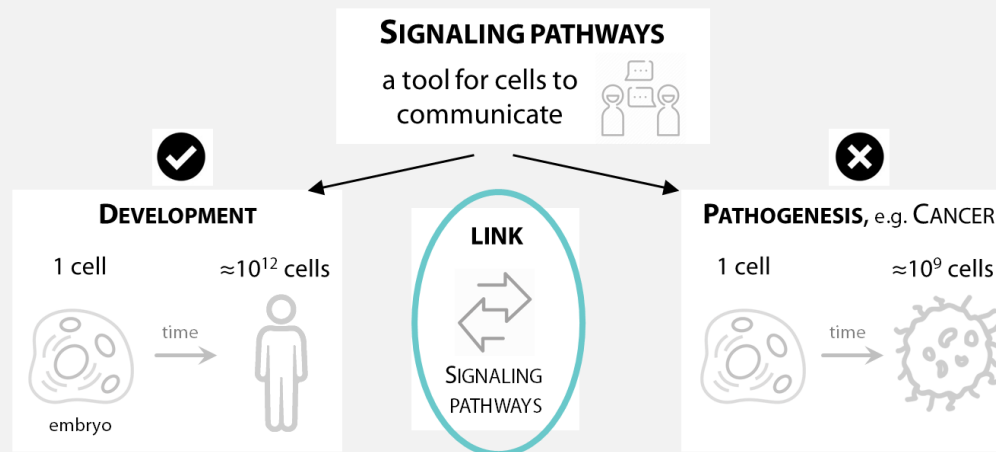 SIGNALING PATHWAYS
a tool for cells to
communicate
DEVELOPMENT
1 cell
≈10¹² cells
time
embryo
LINK
SIGNALING
PATHWAYS
PATHOGENESIS, e.g. CANCER
1 cell
≈10⁹ cells
time